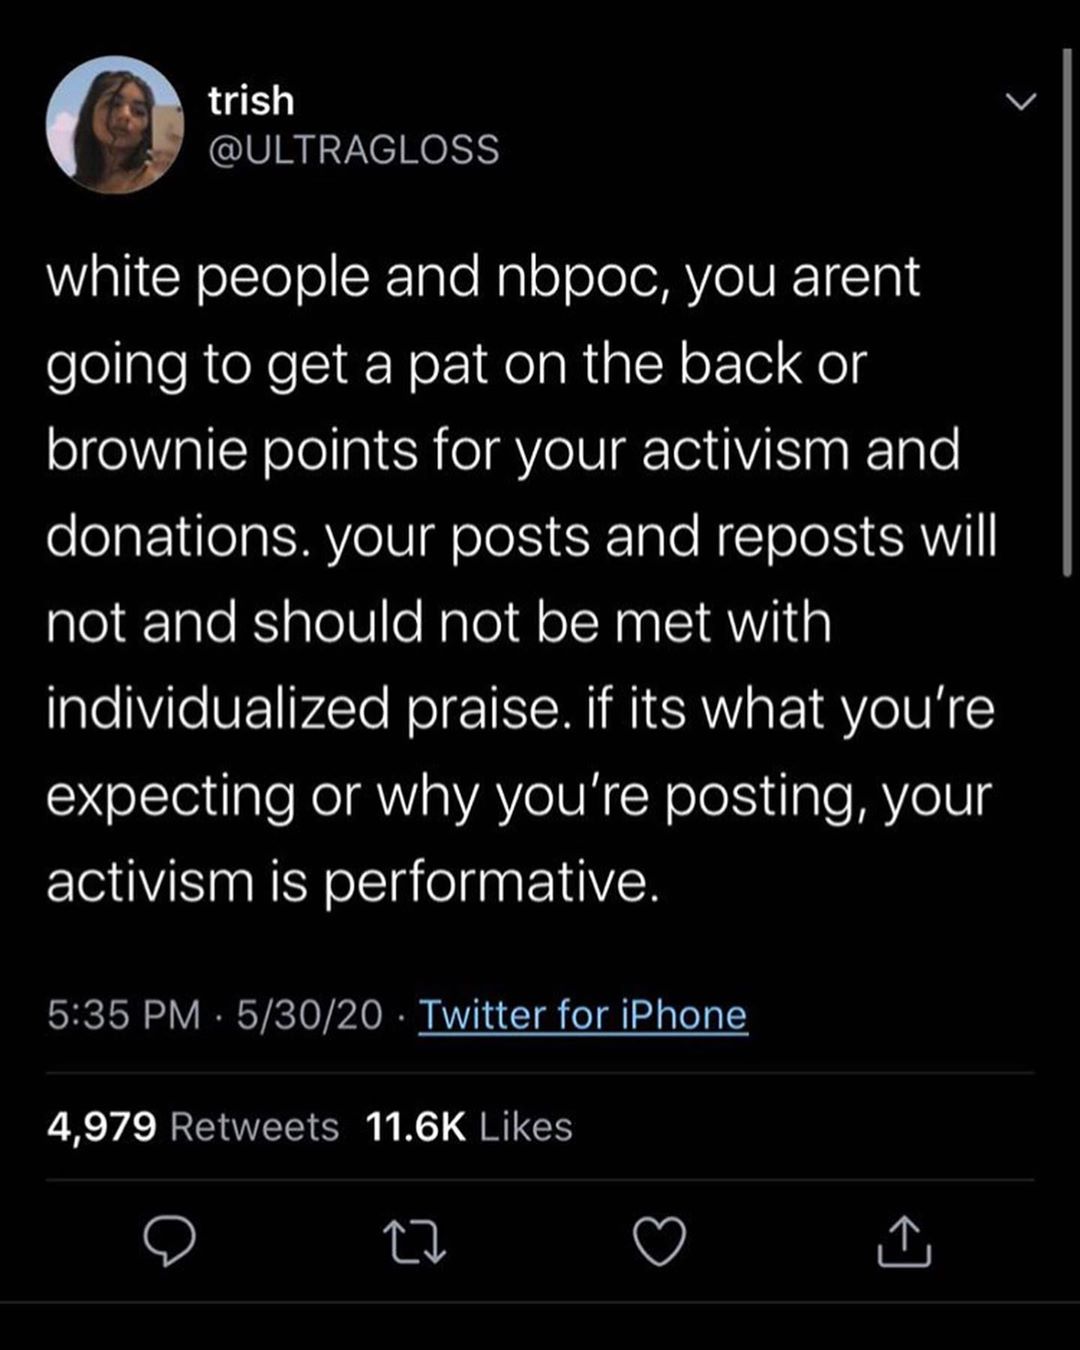 trish
@ULTRAGLOSS
white people and nbpoc, you arent
going to get a pat on the back or
brownie points for your activism and
donations. your posts and reposts will
not and should not be met with
individualized praise. if its what you’re
expecting or why you’re posting, your
activism is performative.
5:35 PM · 5/30/20 · Twitter for iPhone
4,979 Retweets 11.6K Likes